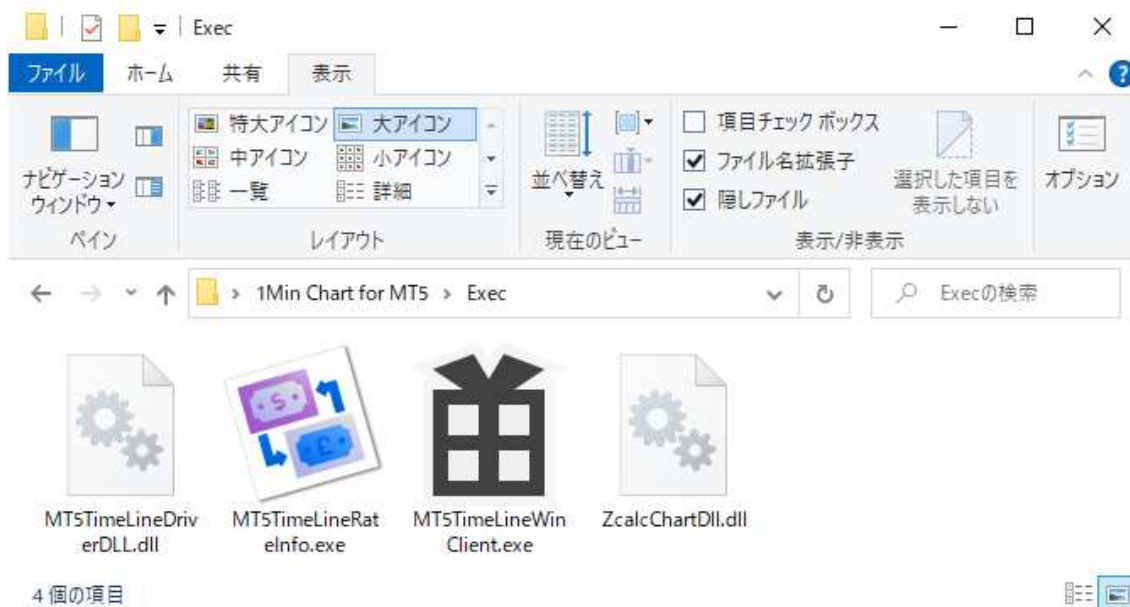 Exec
ファイル ホーム 共有 表示
特大アイコン 大アイコン 項目チェック ボックス
中アイコン 小アイコン ファイル名拡張子
ナビゲーション ウィンドウ 一覧 詳細 並べ替え 隠しファイル 選択した項目を 表示しない オプション
ペイン レイアウト 現在のビュー 表示/非表示
1Min Chart for MT5 Exec Execの検索
MT5TimeLineDriv MT5TimeLineRat MT5TimeLineWin ZcalcChartDll.dll
erDLL.dll eInfo.exe Client.exe
4 個の項目